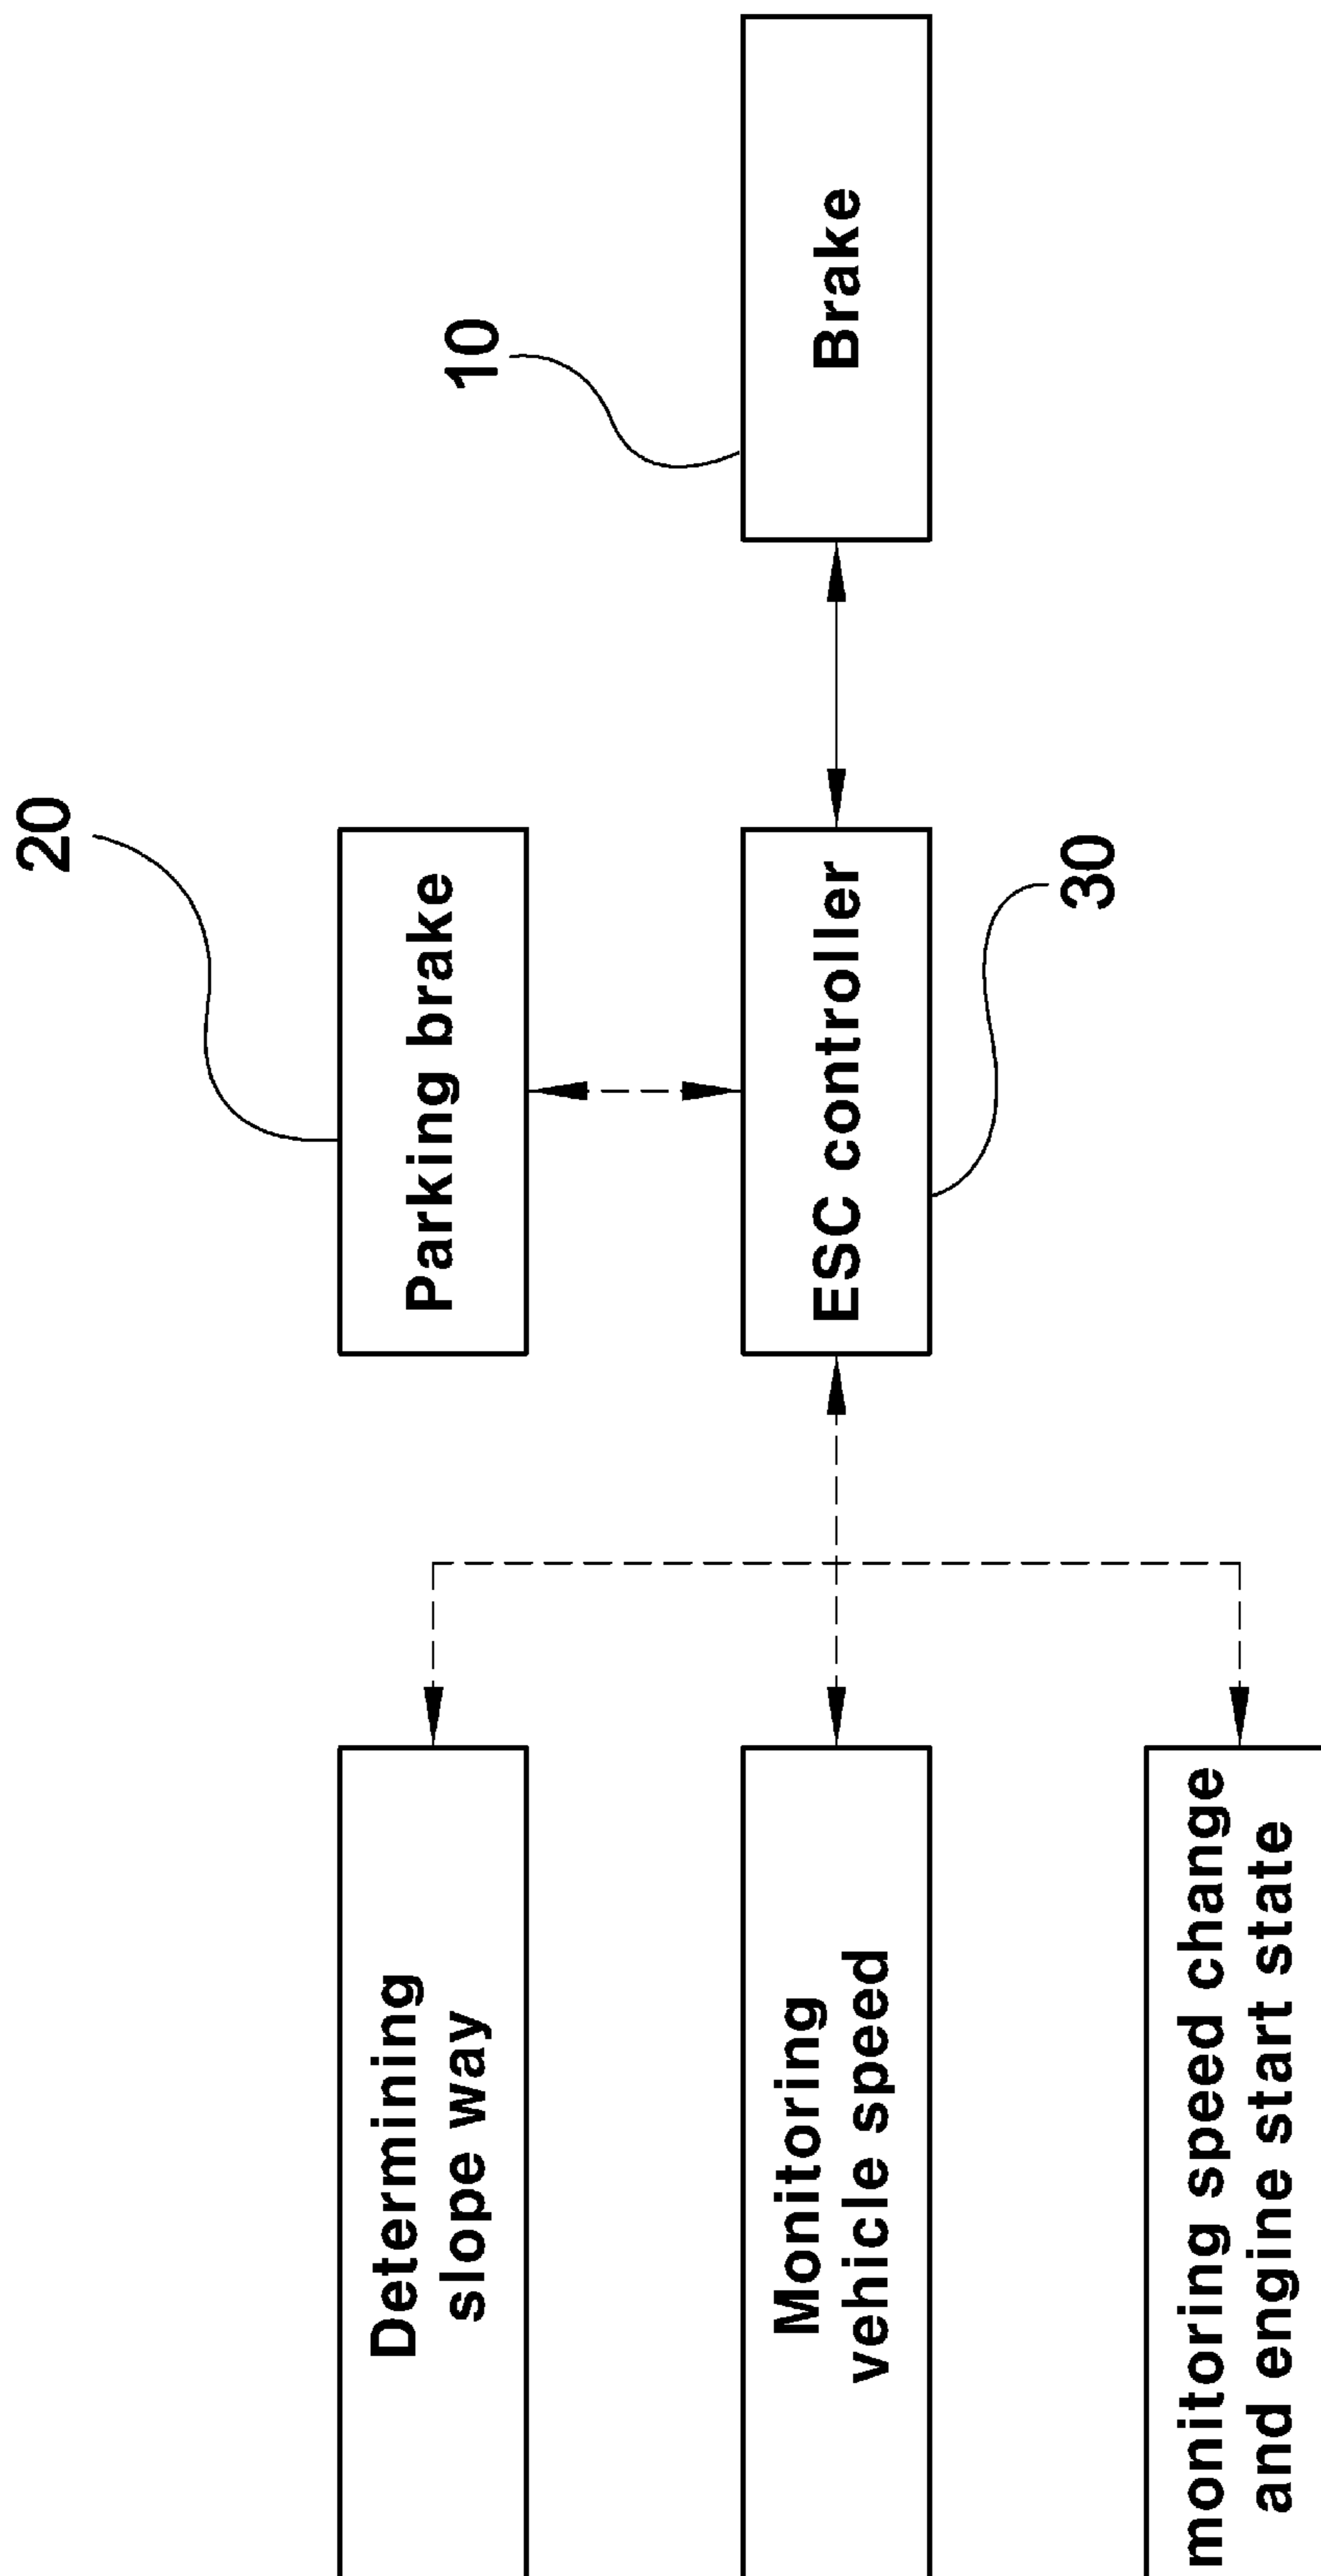 Determining
slope way
Monitoring
vehicle speed
monitoring speed change
and engine start state
20
Parking brake
ESC controller
30
10
Brake